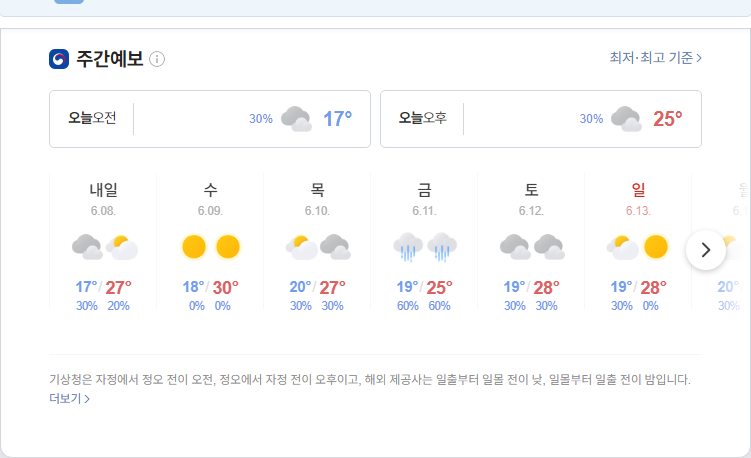 주간예보
최저·최고 기준
오늘오전 30% 17°
오늘오후 30% 25°
내일 수 목 금 토 일 월
6.08. 6.09. 6.10. 6.11. 6.12. 6.13. 6.
17°/27° 18°/30° 20°/27° 19°/25° 19°/28° 19°/28° 20°
30% 20% 0% 0% 30% 30% 60% 60% 30% 30% 30% 0% 20%
기상청은 자정에서 정오 전이 오전, 정오에서 자정 전이 오후이고, 해외 제공사는 일출부터 일몰 전이 낮, 일몰부터 일출 전이 밤입니다.
더보기